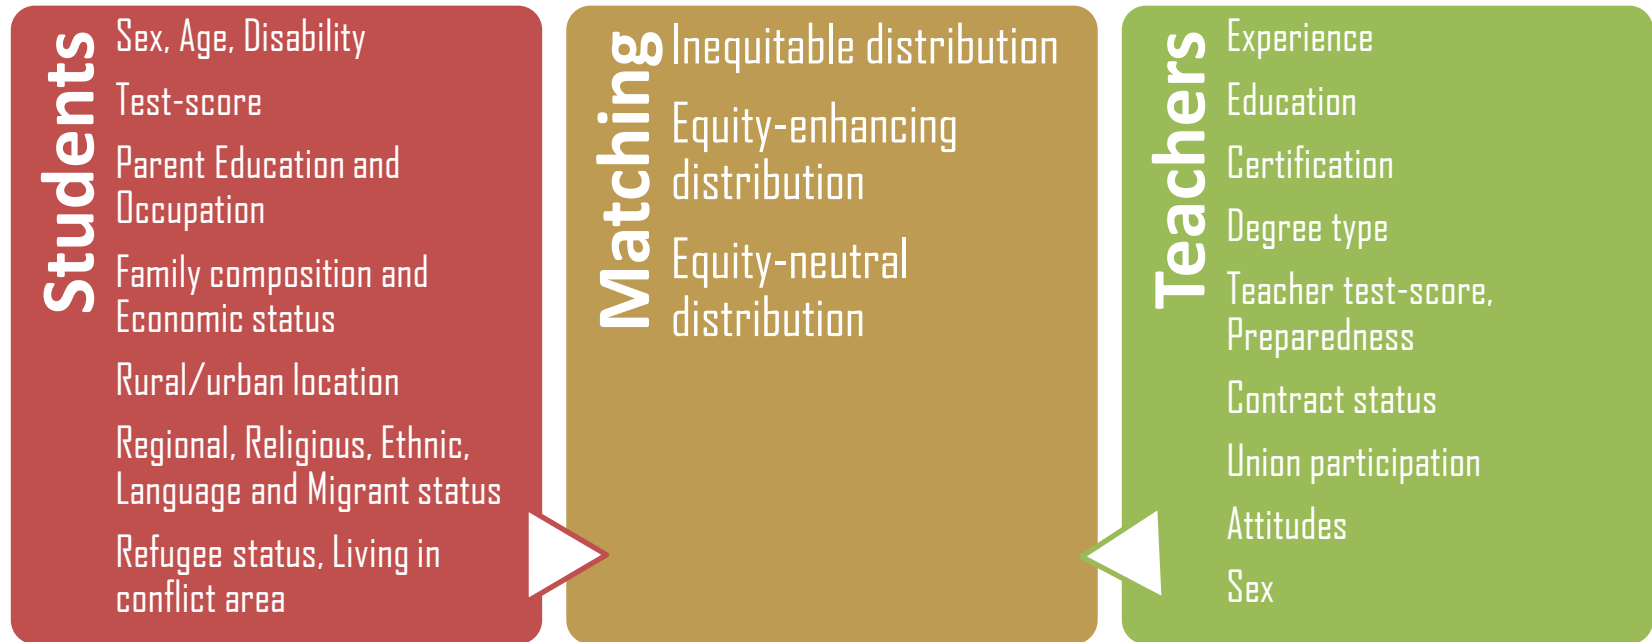 Students
Sex, Age, Disability
Test-score
Parent Education and
Occupation
Family composition and
Economic status
Rural/urban location
Regional, Religious, Ethnic,
Language and Migrant status
Refugee status, Living in
conflict area
Matching
Inequitable distribution
Equity-enhancing
distribution
Equity-neutral
distribution
Teachers
Experience
Education
Certification
Degree type
Teacher test-score,
Preparedness
Contract status
Union participation
Attitudes
Sex